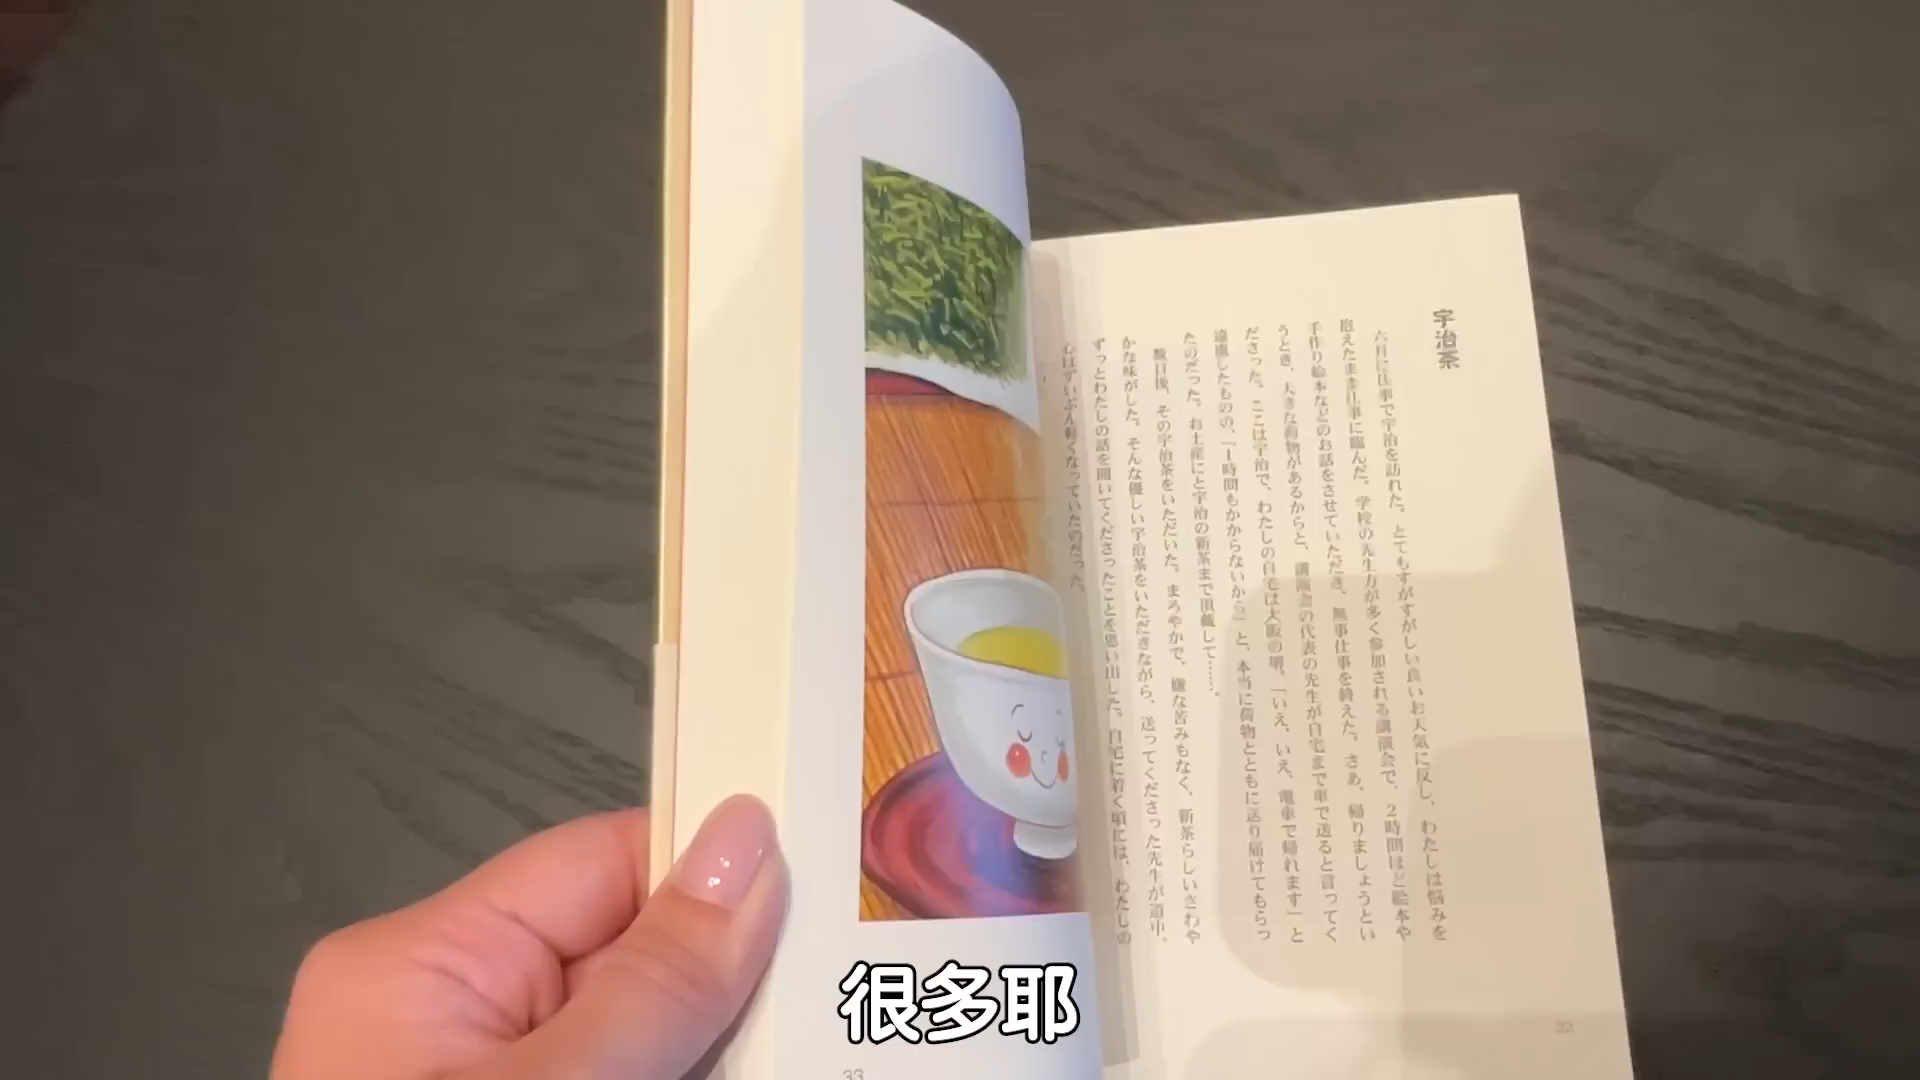 宇治茶
六月に仕事で宇治を訪れた。とてもすがすがしい良いお天気に反し、わたしは悩みを
抱えたまま仕事に臨んだ。学校の先生方が多く参加される講演会で、2時間ほど絵本や
手作り絵本などのお話をさせていただき、無事仕事を終えた。さあ、帰りましょうとい
うとき、大きな荷物があるからと、講演会の代表の先生が自宅まで車で送ると言ってく
ださった。ここは宇治で、わたしの自宅は大阪の堺。「いえ、いえ、電車で帰れます」と
遠慮したものの、「1時間もかからないから」と、本当に荷物とともに送り届けてもらっ
たのだった。お土産にと宇治の新茶まで頂戴して……。
数日後、その宇治茶をいただいた。まろやかで、嫌な苦みもなく、新茶らしいさわや
かな味がした。そんな優しい宇治茶をいただきながら、送ってくださった先生が道中、
ずっとわたしの話を聞いてくださったことを思い出した。自宅に着く頃には、わたしの
心はずいぶん軽くなっていたのだった。
32
33
很多耶